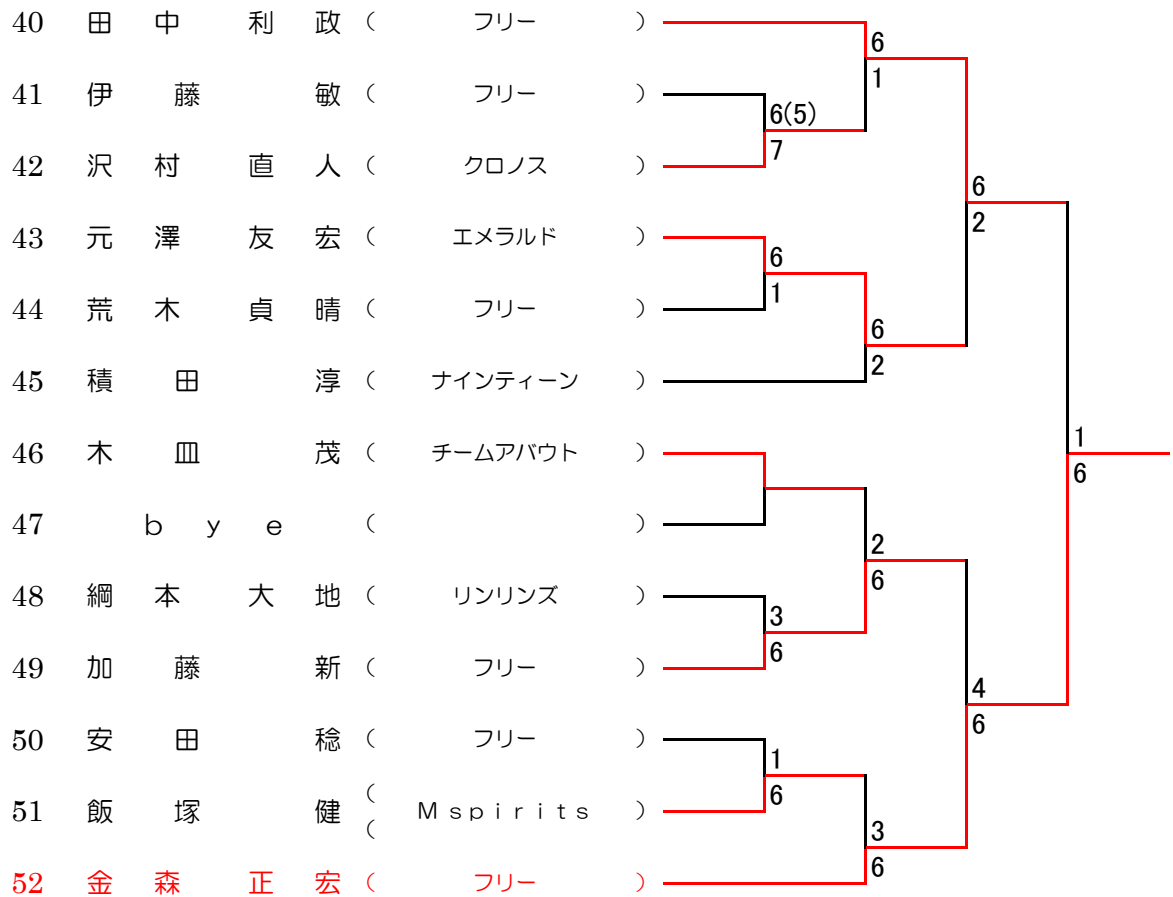 40 田中 利政 ( フリー )
41 伊藤 敏 ( フリー )
42 沢村 直人 ( クロノス )
43 元澤 友宏 ( エメラルド )
44 荒木 貞晴 ( フリー )
45 積田 淳 ( ナインティーン )
46 木皿 茂 ( チームアバウト )
47 bye ( )
48 綱本 大地 ( リンリンズ )
49 加藤 新 ( フリー )
50 安田 稔 ( フリー )
51 飯塚 健 ( ( Mspirits )
52 金森 正宏 ( フリー )
6(5)
7
6
1
3
6
1
6
6
1
6
2
2
6
3
6
6
2
4
6
1
6